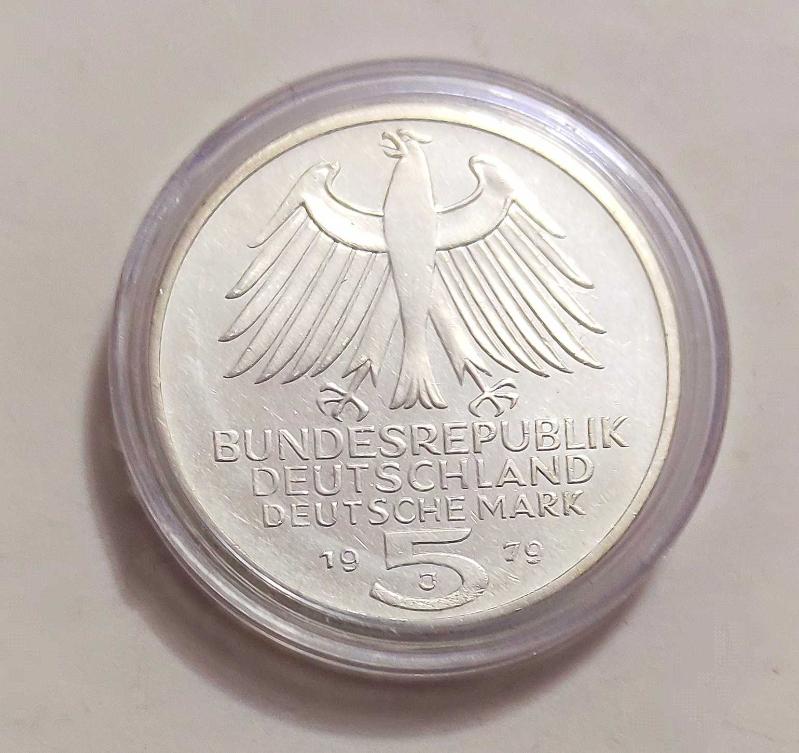 BUNDESREPUBLIK
DEUTSCHLAND
DEUTSCHE MARK
19 5 79
J